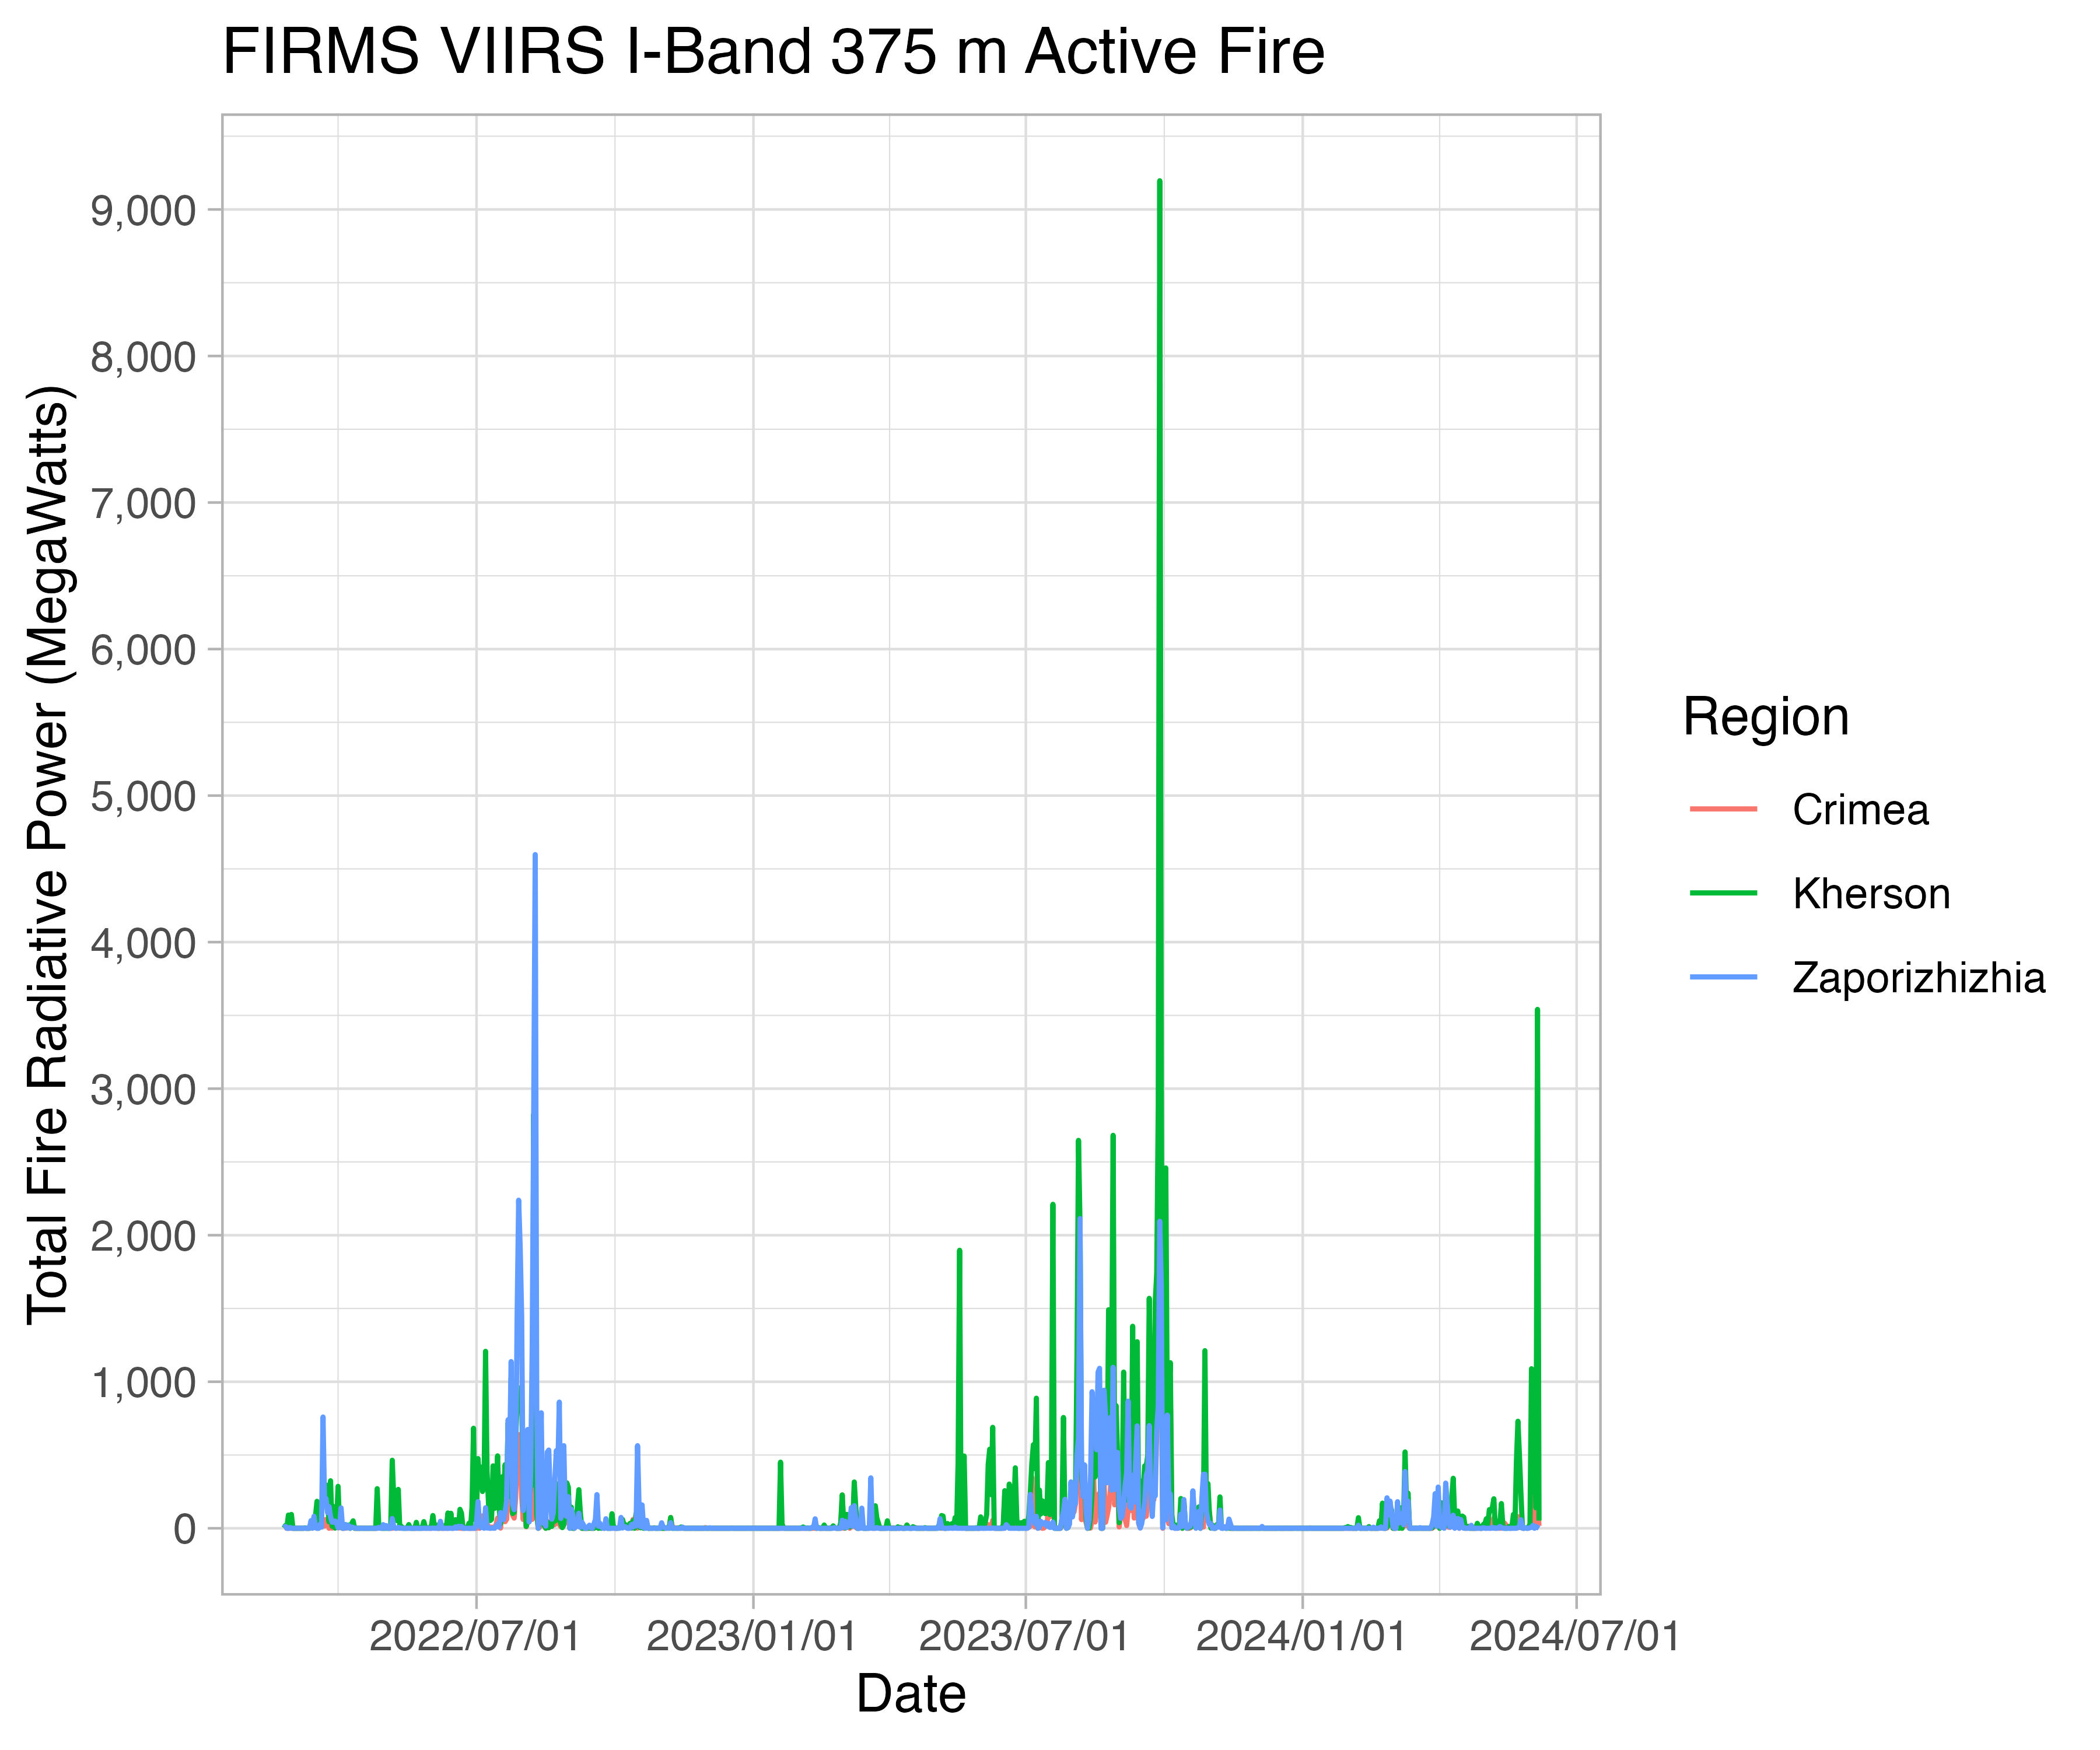 FIRMS VIIRS I-Band 375 m Active Fire
Total Fire Radiative Power (MegaWatts)
9,000
8,000
7,000
6,000
5,000
4,000
3,000
2,000
1,000
0
2022/07/01
2023/01/01
2023/07/01
2024/01/01
2024/07/01
Date
Region
Crimea
Kherson
Zaporizhizhia